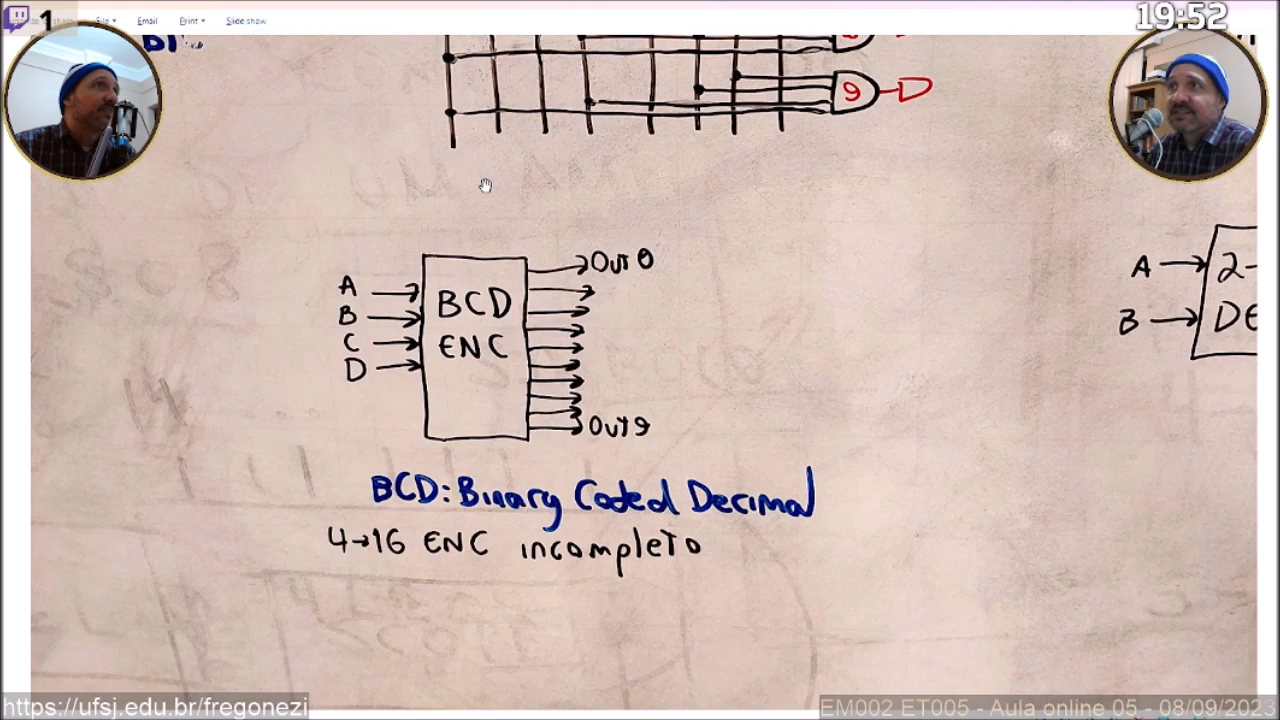 1
File Email Print Slide show
19:52
9
A
B
C
D
BCD
ENC
Out 0
Out 9
A
B
2-
DE
BCD: Binary Coded Decimal
4→16 ENC incompleto
https://ufsj.edu.br/fregonezi
EM002 ET005 - Aula online 05 - 08/09/2023